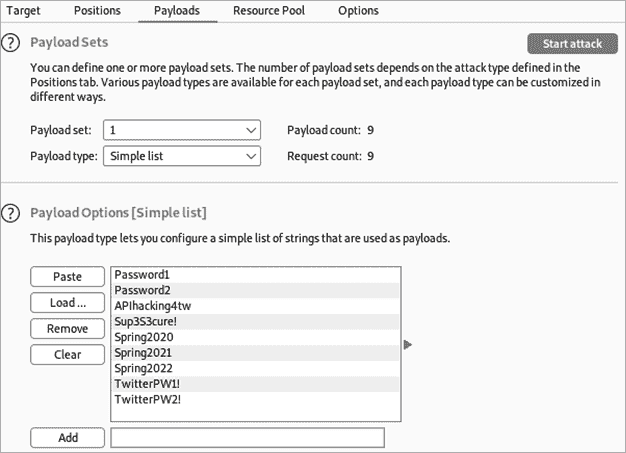 Target Positions Payloads Resource Pool Options
? Payload Sets Start attack
You can define one or more payload sets. The number of payload sets depends on the attack type defined in the
Positions tab. Various payload types are available for each payload set, and each payload type can be customized in
different ways.
Payload set: 1 Payload count: 9
Payload type: Simple list Request count: 9
? Payload Options [Simple list]
This payload type lets you configure a simple list of strings that are used as payloads.
Paste
Load ...
Remove
Clear
Password1
Password2
APIhacking4tw
Sup3S3cure!
Spring2020
Spring2021
Spring2022
TwitterPW1!
TwitterPW2!
Add